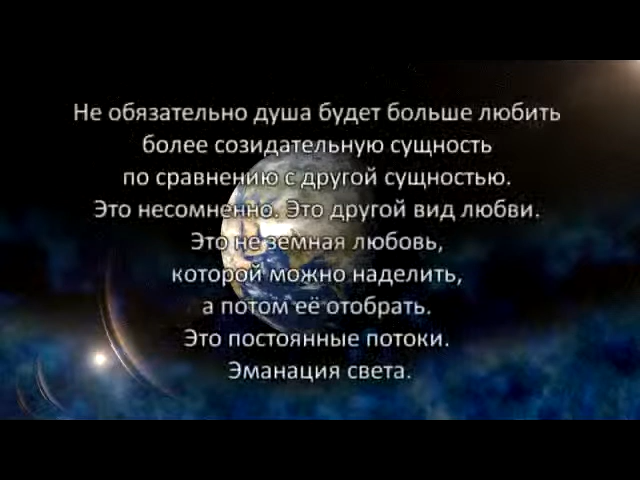 Не обязательно душа будет больше любить
более созидательную сущность
по сравнению с другой сущностью.
Это несомненно. Это другой вид любви.
Это не земная любовь,
которой можно наделить,
а потом её отобрать.
Это постоянные потоки.
Эманация света.